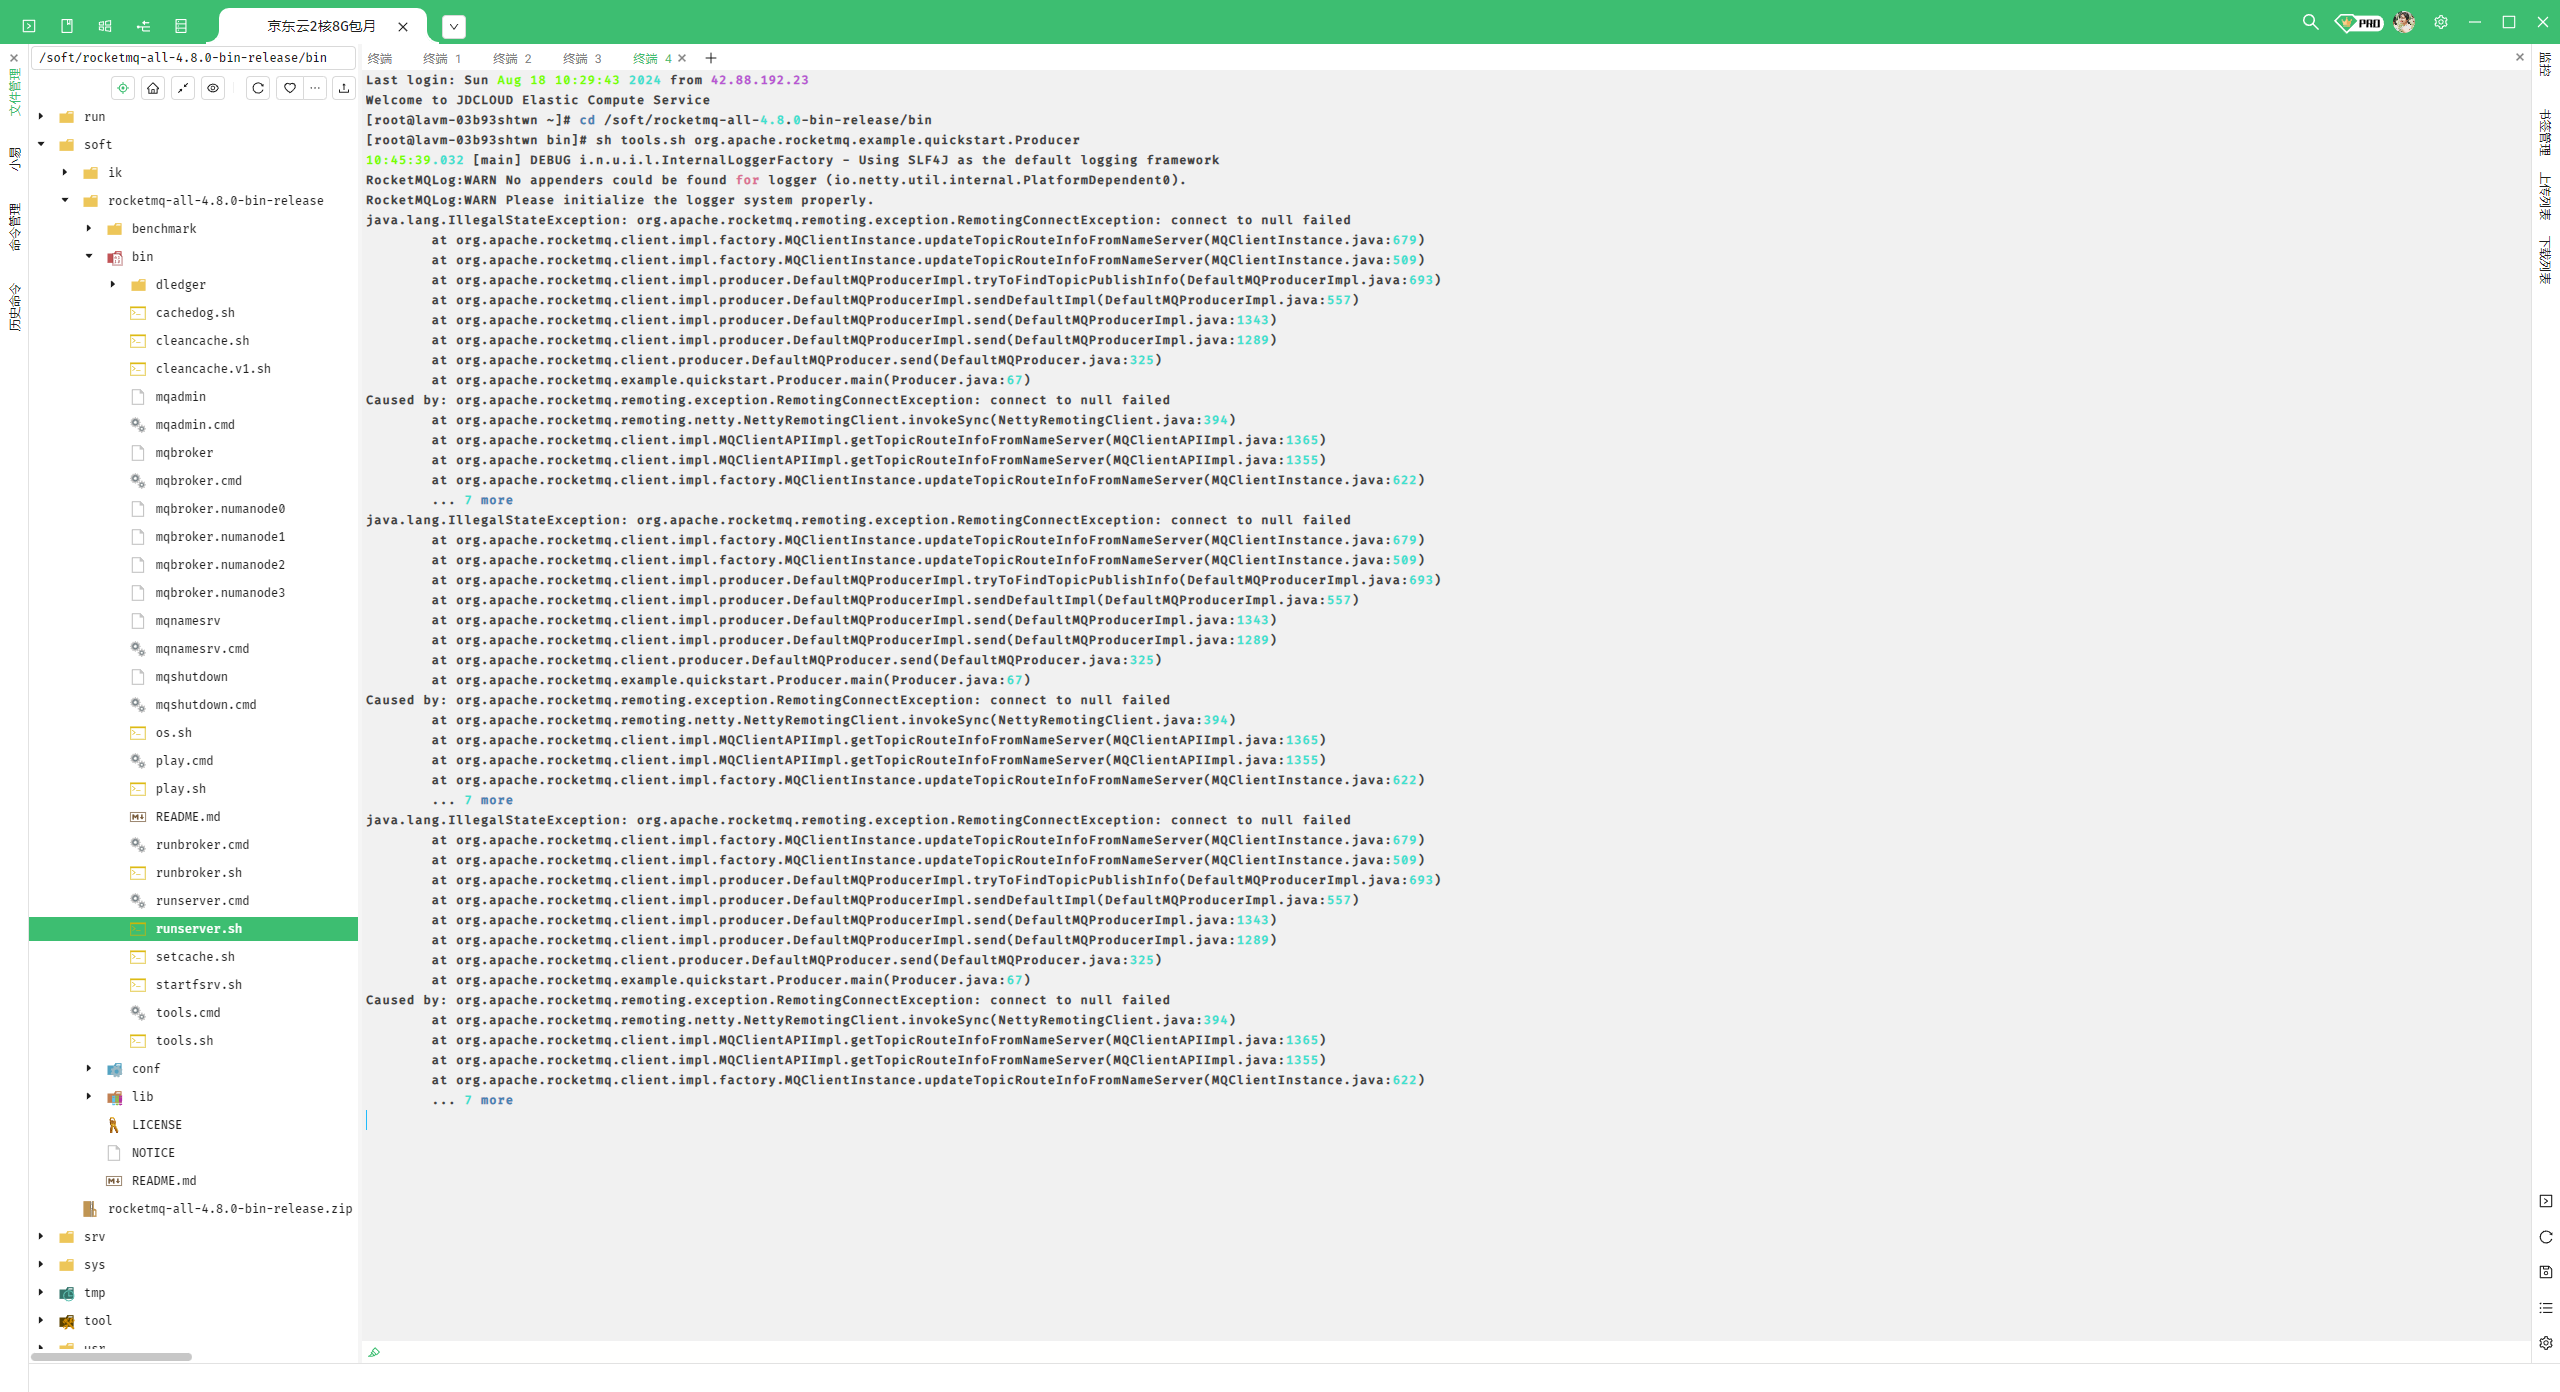 京东云2核8G包月
PRO
/soft/rocketmq-all-4.8.0-bin-release/bin
文件管理
小易
命令管理
历史命令
run
soft
ik
rocketmq-all-4.8.0-bin-release
benchmark
bin
dledger
cachedog.sh
cleancache.sh
cleancache.v1.sh
mqadmin
mqadmin.cmd
mqbroker
mqbroker.cmd
mqbroker.numanode0
mqbroker.numanode1
mqbroker.numanode2
mqbroker.numanode3
mqnamesrv
mqnamesrv.cmd
mqshutdown
mqshutdown.cmd
os.sh
play.cmd
play.sh
README.md
runbroker.cmd
runbroker.sh
runserver.cmd
runserver.sh
setcache.sh
startfsrv.sh
tools.cmd
tools.sh
conf
lib
LICENSE
NOTICE
README.md
rocketmq-all-4.8.0-bin-release.zip
srv
sys
tmp
tool
usr
终端 终端 1 终端 2 终端 3 终端 4
Last login: Sun Aug 18 10:29:43 2024 from 42.88.192.23
Welcome to JDCLOUD Elastic Compute Service
[root@lavm-03b93shtwn ~]# cd /soft/rocketmq-all-4.8.0-bin-release/bin
[root@lavm-03b93shtwn bin]# sh tools.sh org.apache.rocketmq.example.quickstart.Producer
10:45:39.032 [main] DEBUG i.n.u.i.l.InternalLoggerFactory - Using SLF4J as the default logging framework
RocketMQLog:WARN No appenders could be found for logger (io.netty.util.internal.PlatformDependent0).
RocketMQLog:WARN Please initialize the logger system properly.
java.lang.IllegalStateException: org.apache.rocketmq.remoting.exception.RemotingConnectException: connect to null failed
at org.apache.rocketmq.client.impl.factory.MQClientInstance.updateTopicRouteInfoFromNameServer(MQClientInstance.java:679)
at org.apache.rocketmq.client.impl.factory.MQClientInstance.updateTopicRouteInfoFromNameServer(MQClientInstance.java:509)
at org.apache.rocketmq.client.impl.producer.DefaultMQProducerImpl.tryToFindTopicPublishInfo(DefaultMQProducerImpl.java:693)
at org.apache.rocketmq.client.impl.producer.DefaultMQProducerImpl.sendDefaultImpl(DefaultMQProducerImpl.java:557)
at org.apache.rocketmq.client.impl.producer.DefaultMQProducerImpl.send(DefaultMQProducerImpl.java:1343)
at org.apache.rocketmq.client.impl.producer.DefaultMQProducerImpl.send(DefaultMQProducerImpl.java:1289)
at org.apache.rocketmq.client.producer.DefaultMQProducer.send(DefaultMQProducer.java:325)
at org.apache.rocketmq.example.quickstart.Producer.main(Producer.java:67)
Caused by: org.apache.rocketmq.remoting.exception.RemotingConnectException: connect to null failed
at org.apache.rocketmq.remoting.netty.NettyRemotingClient.invokeSync(NettyRemotingClient.java:394)
at org.apache.rocketmq.client.impl.MQClientAPIImpl.getTopicRouteInfoFromNameServer(MQClientAPIImpl.java:1365)
at org.apache.rocketmq.client.impl.MQClientAPIImpl.getTopicRouteInfoFromNameServer(MQClientAPIImpl.java:1355)
at org.apache.rocketmq.client.impl.factory.MQClientInstance.updateTopicRouteInfoFromNameServer(MQClientInstance.java:622)
... 7 more
java.lang.IllegalStateException: org.apache.rocketmq.remoting.exception.RemotingConnectException: connect to null failed
at org.apache.rocketmq.client.impl.factory.MQClientInstance.updateTopicRouteInfoFromNameServer(MQClientInstance.java:679)
at org.apache.rocketmq.client.impl.factory.MQClientInstance.updateTopicRouteInfoFromNameServer(MQClientInstance.java:509)
at org.apache.rocketmq.client.impl.producer.DefaultMQProducerImpl.tryToFindTopicPublishInfo(DefaultMQProducerImpl.java:693)
at org.apache.rocketmq.client.impl.producer.DefaultMQProducerImpl.sendDefaultImpl(DefaultMQProducerImpl.java:557)
at org.apache.rocketmq.client.impl.producer.DefaultMQProducerImpl.send(DefaultMQProducerImpl.java:1343)
at org.apache.rocketmq.client.impl.producer.DefaultMQProducerImpl.send(DefaultMQProducerImpl.java:1289)
at org.apache.rocketmq.client.producer.DefaultMQProducer.send(DefaultMQProducer.java:325)
at org.apache.rocketmq.example.quickstart.Producer.main(Producer.java:67)
Caused by: org.apache.rocketmq.remoting.exception.RemotingConnectException: connect to null failed
at org.apache.rocketmq.remoting.netty.NettyRemotingClient.invokeSync(NettyRemotingClient.java:394)
at org.apache.rocketmq.client.impl.MQClientAPIImpl.getTopicRouteInfoFromNameServer(MQClientAPIImpl.java:1365)
at org.apache.rocketmq.client.impl.MQClientAPIImpl.getTopicRouteInfoFromNameServer(MQClientAPIImpl.java:1355)
at org.apache.rocketmq.client.impl.factory.MQClientInstance.updateTopicRouteInfoFromNameServer(MQClientInstance.java:622)
... 7 more
java.lang.IllegalStateException: org.apache.rocketmq.remoting.exception.RemotingConnectException: connect to null failed
at org.apache.rocketmq.client.impl.factory.MQClientInstance.updateTopicRouteInfoFromNameServer(MQClientInstance.java:679)
at org.apache.rocketmq.client.impl.factory.MQClientInstance.updateTopicRouteInfoFromNameServer(MQClientInstance.java:509)
at org.apache.rocketmq.client.impl.producer.DefaultMQProducerImpl.tryToFindTopicPublishInfo(DefaultMQProducerImpl.java:693)
at org.apache.rocketmq.client.impl.producer.DefaultMQProducerImpl.sendDefaultImpl(DefaultMQProducerImpl.java:557)
at org.apache.rocketmq.client.impl.producer.DefaultMQProducerImpl.send(DefaultMQProducerImpl.java:1343)
at org.apache.rocketmq.client.impl.producer.DefaultMQProducerImpl.send(DefaultMQProducerImpl.java:1289)
at org.apache.rocketmq.client.producer.DefaultMQProducer.send(DefaultMQProducer.java:325)
at org.apache.rocketmq.example.quickstart.Producer.main(Producer.java:67)
Caused by: org.apache.rocketmq.remoting.exception.RemotingConnectException: connect to null failed
at org.apache.rocketmq.remoting.netty.NettyRemotingClient.invokeSync(NettyRemotingClient.java:394)
at org.apache.rocketmq.client.impl.MQClientAPIImpl.getTopicRouteInfoFromNameServer(MQClientAPIImpl.java:1365)
at org.apache.rocketmq.client.impl.MQClientAPIImpl.getTopicRouteInfoFromNameServer(MQClientAPIImpl.java:1355)
at org.apache.rocketmq.client.impl.factory.MQClientInstance.updateTopicRouteInfoFromNameServer(MQClientInstance.java:622)
... 7 more
监控
书签管理
上传列表
下载列表